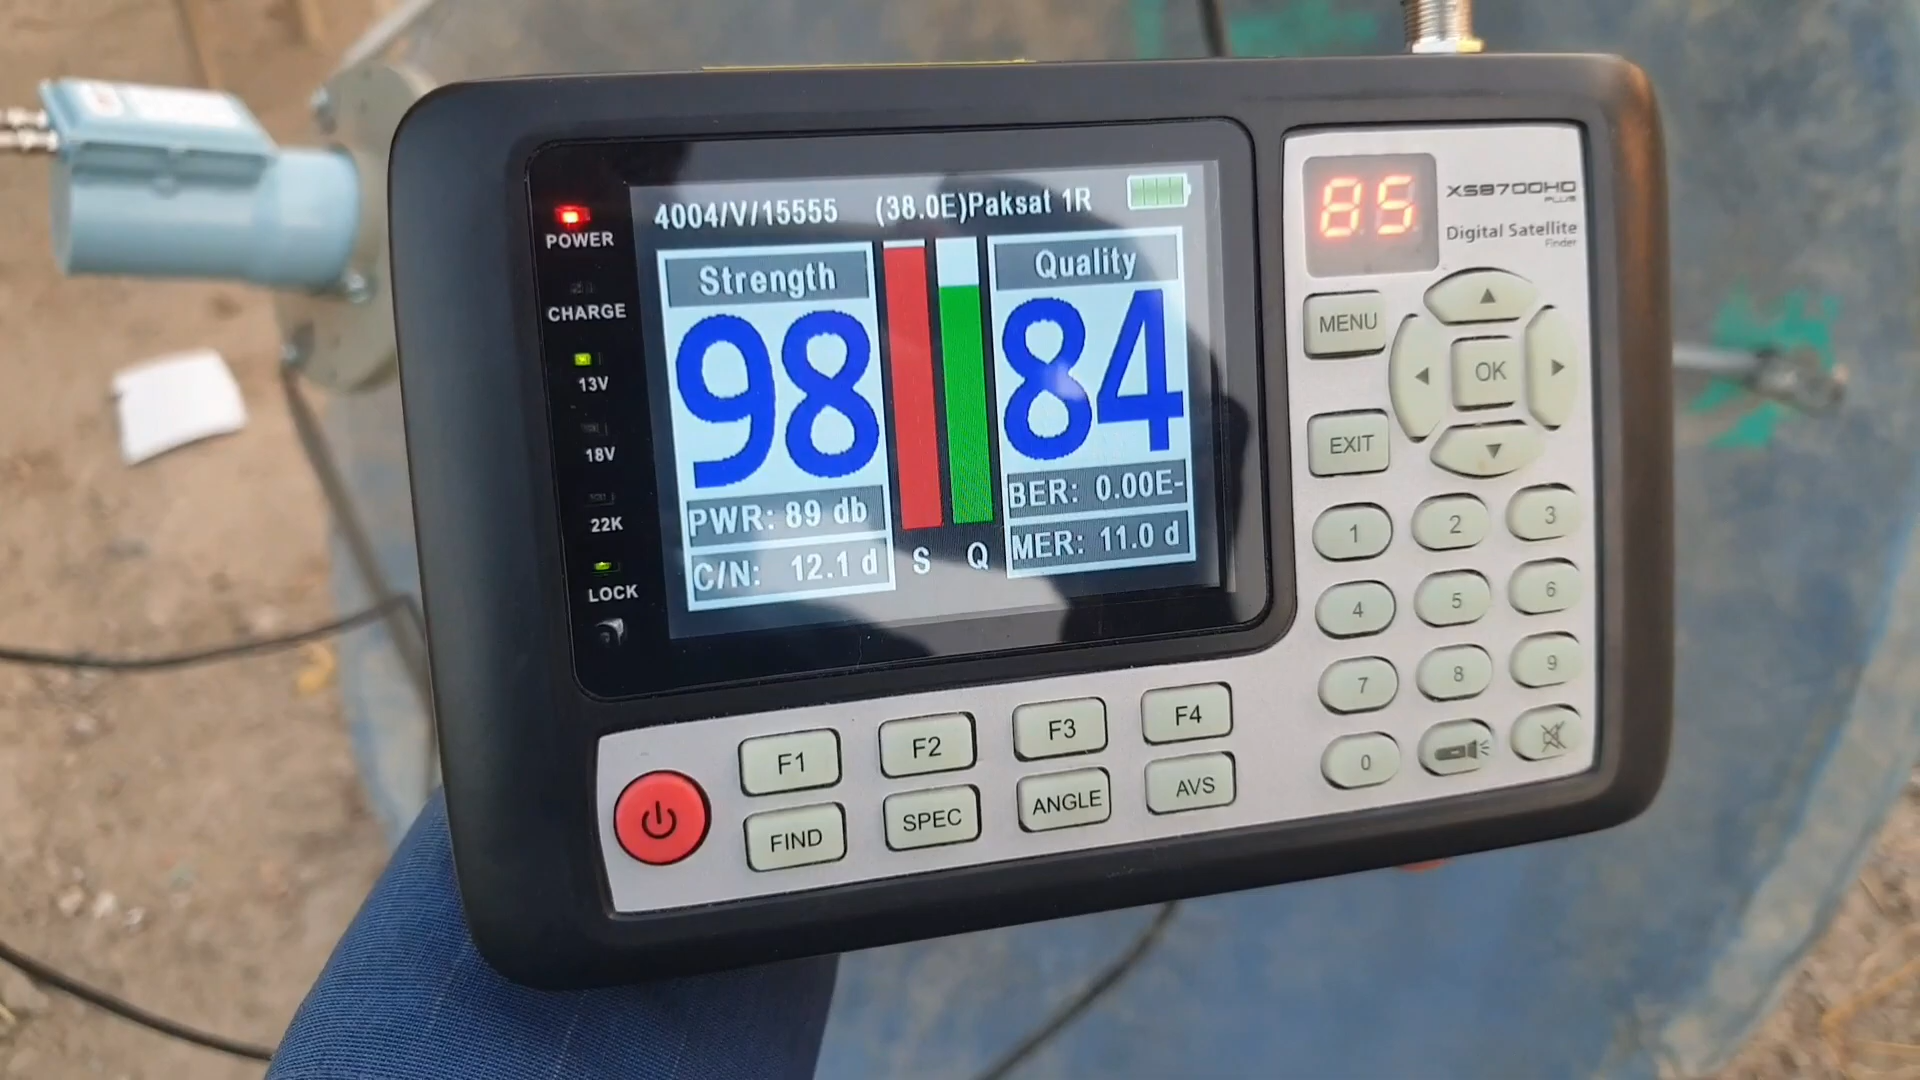 4004/V/15555 (38.0E)Paksat 1R
Strength
98
PWR: 89 db
C/N: 12.1 d
S Q
Quality
84
BER: 0.00E-
MER: 11.0 d
POWER
CHARGE
13V
18V
22K
LOCK
85
XS8700HD
PLUS
Digital Satellite
Finder
MENU
OK
EXIT
1 2 3
4 5 6
7 8 9
0
F1 F2 F3 F4
FIND SPEC ANGLE AVS